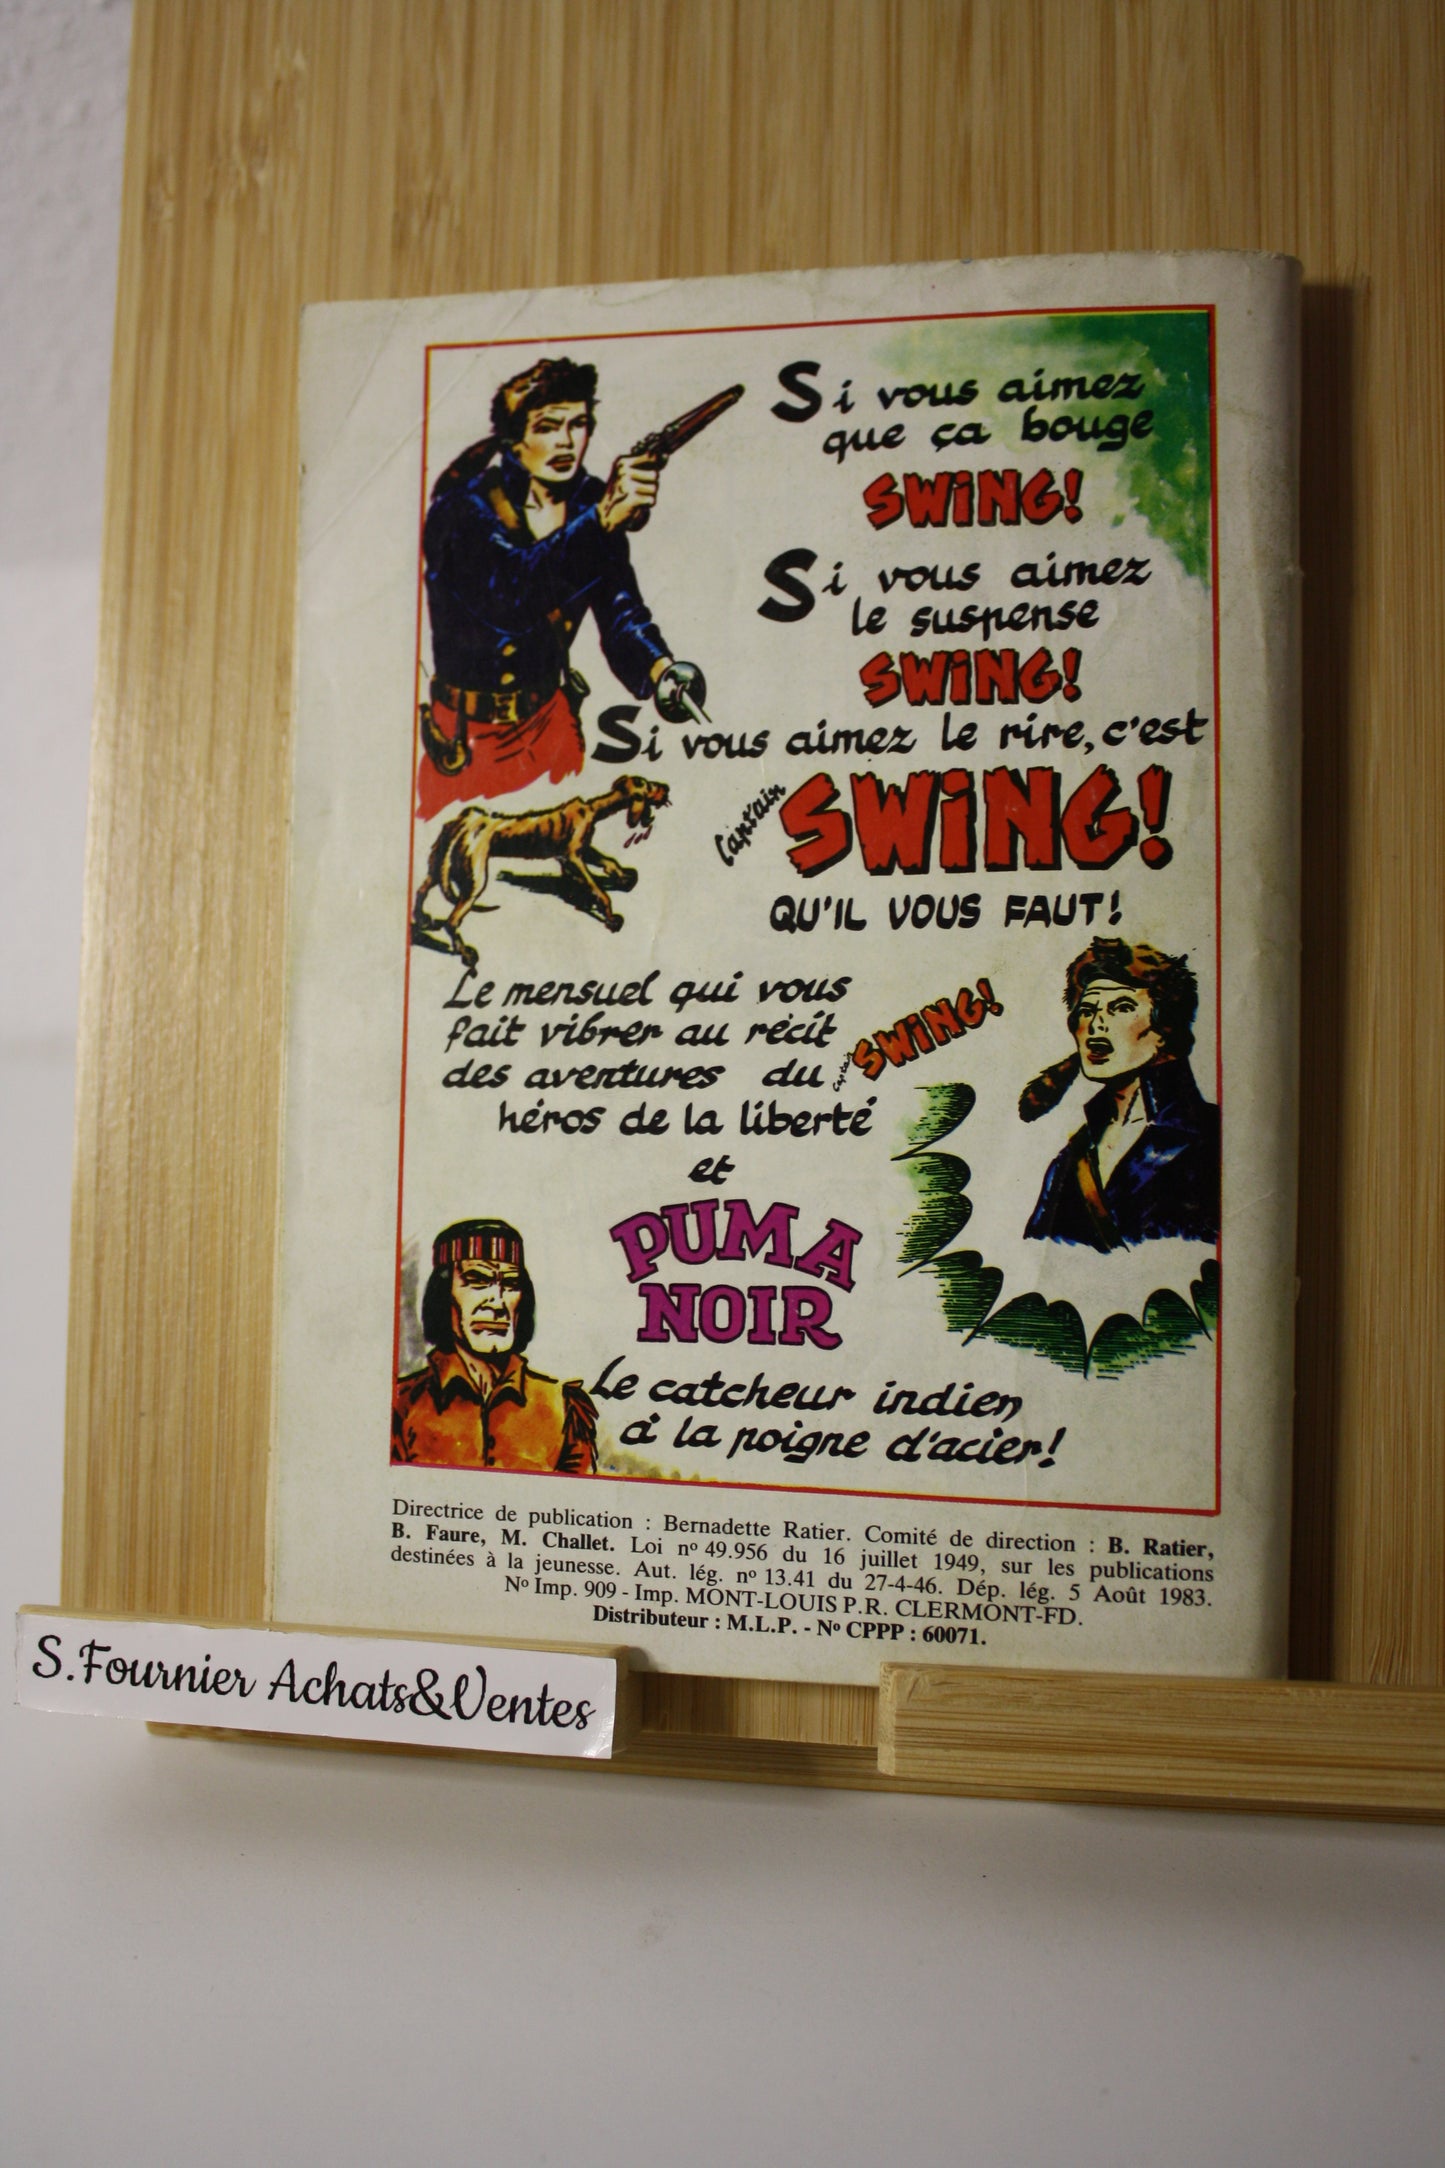 Si vous aimez
que ça bouge
SWiNG!
Si vous aimez
le suspense
SWiNG!
Si vous aimez le rire, c'est
Captain SWiNG!
QU'IL VOUS FAUT!
Le mensuel qui vous
fait vibrer au récit
des aventures du Captain SWiNG!
héros de la liberté
et
PUMA
NOIR
Le catcheur indien
à la poigne d'acier!
Directrice de publication : Bernadette Ratier. Comité de direction : B. Ratier,
B. Faure, M. Challet. Loi nº 49.956 du 16 juillet 1949, sur les publications
destinées à la jeunesse. Aut. lég. nº 13.41 du 27-4-46. Dép. lég. 5 Août 1983.
Nº Imp. 909 - Imp. MONT-LOUIS P.R. CLERMONT-FD.
Distributeur : M.L.P. - Nº CPPP : 60071.
S.Fournier Achats&Ventes